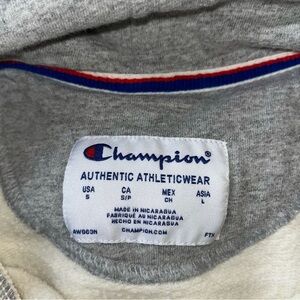 Champion®
AUTHENTIC ATHLETICWEAR
USA CA MEX ASIA
S S/P CH L
MADE IN NICARAGUA
FABRIQUÉ AU NICARAGUA
HECHO EN NICARAGUA
CHAMPION.COM
FTK